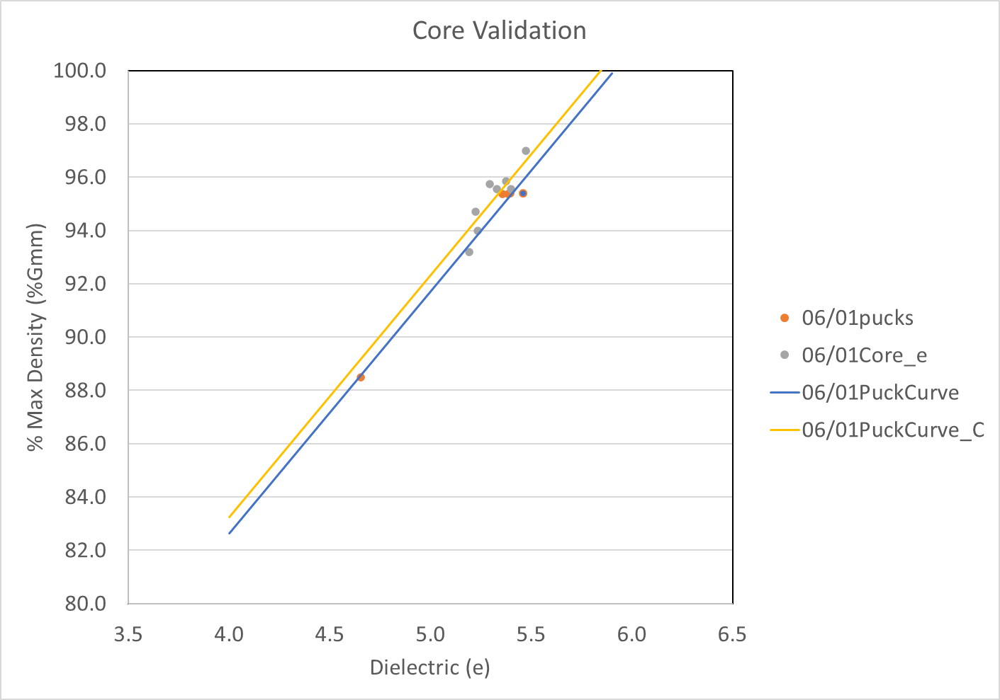 Core Validation
100.0
98.0
96.0
94.0
92.0
90.0
88.0
86.0
84.0
82.0
80.0
% Max Density (%Gmm)
3.5 4.0 4.5 5.0 5.5 6.0 6.5
Dielectric (e)
06/01pucks
06/01Core_e
06/01PuckCurve
06/01PuckCurve_C